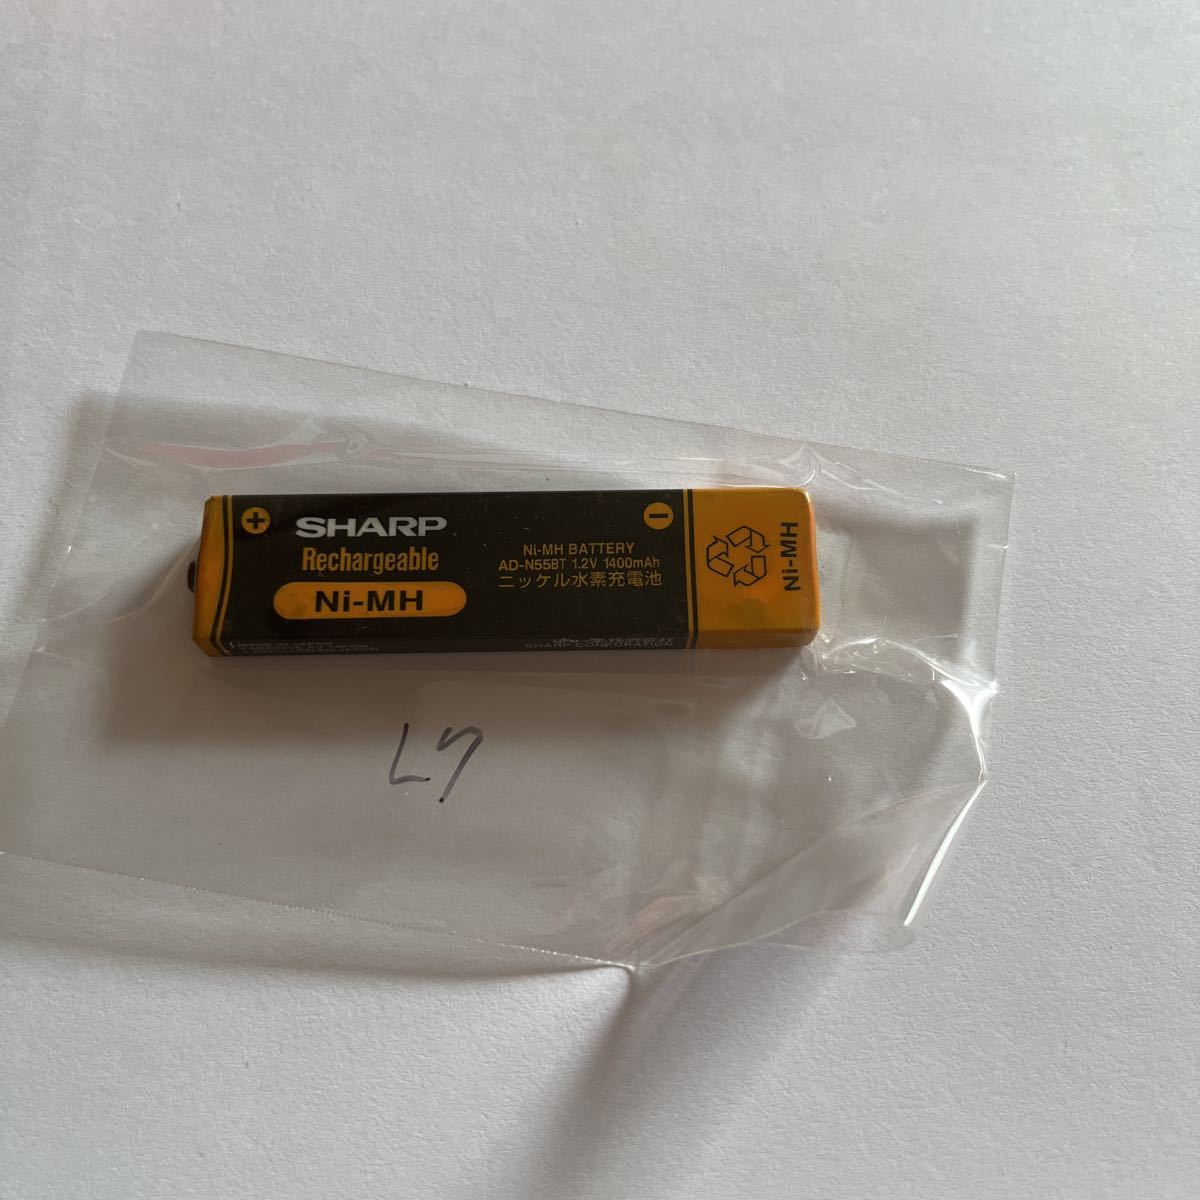 SHARP
Rechargeable
Ni-MH
Ni-MH BATTERY
AD-N55BT 1.2V 1400mAh
ニッケル水素充電池
SHARP CORPORATION
Ni-MH
L7